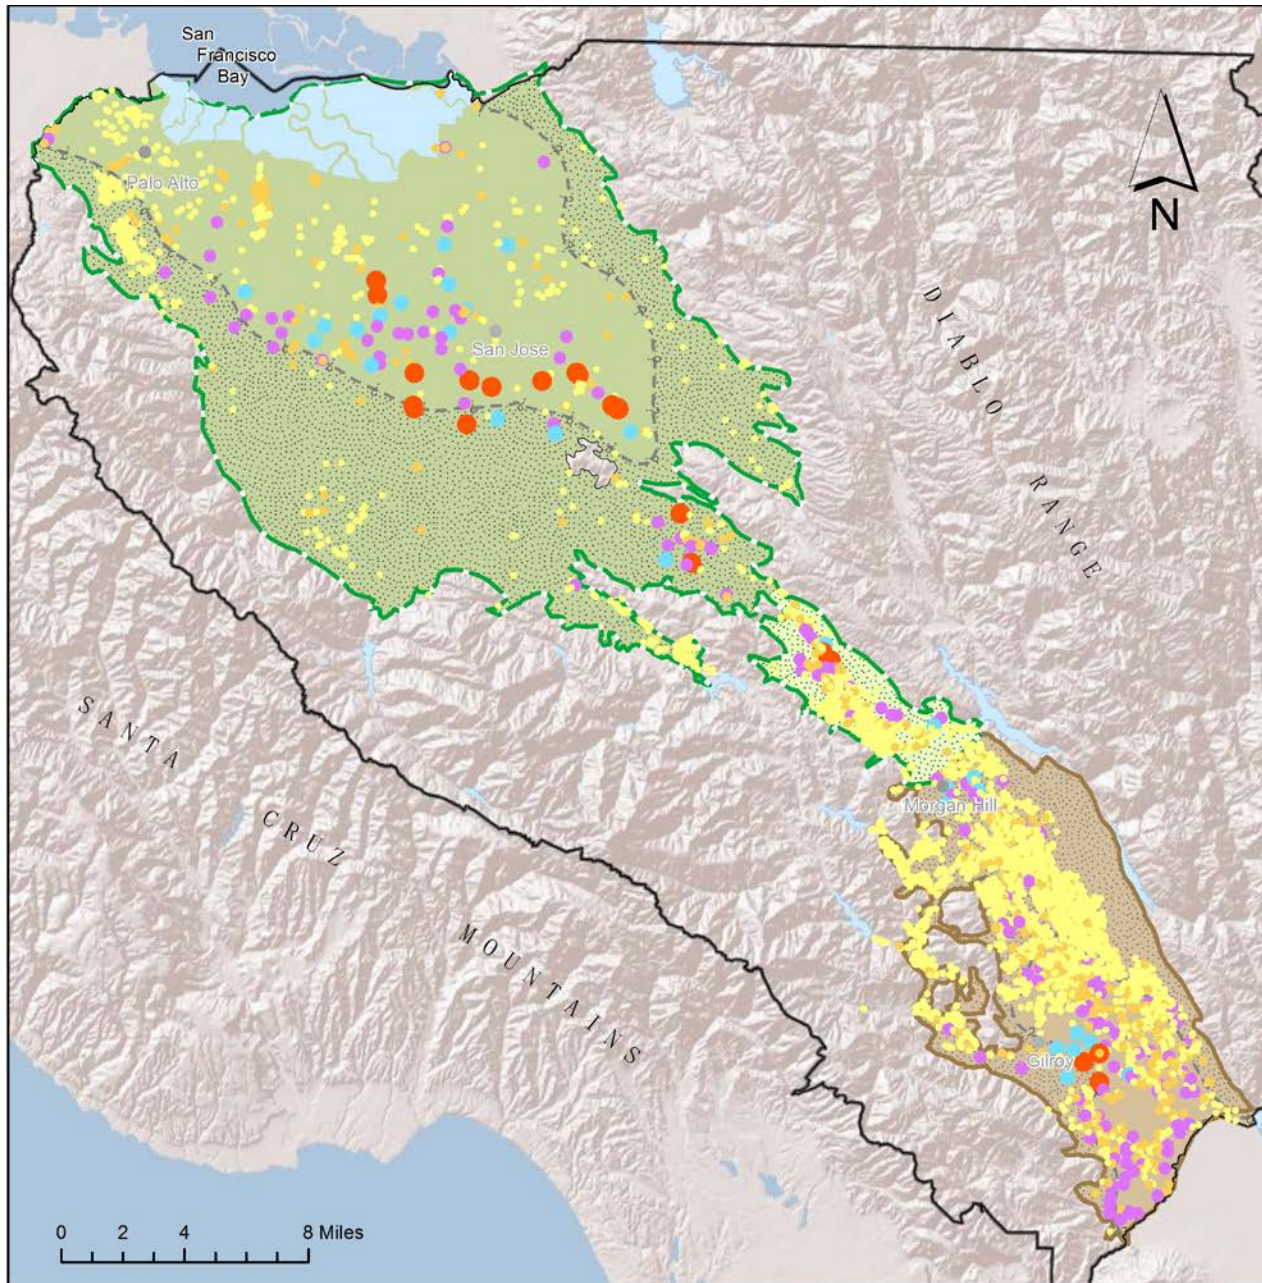 San
Francisco
Bay
Palo Alto
N
DIABLO
RANGE
San Jose
SANTA
CRUZ
MOUNTAINS
Morgan Hill
Gilroy
0 2 4 8 Miles